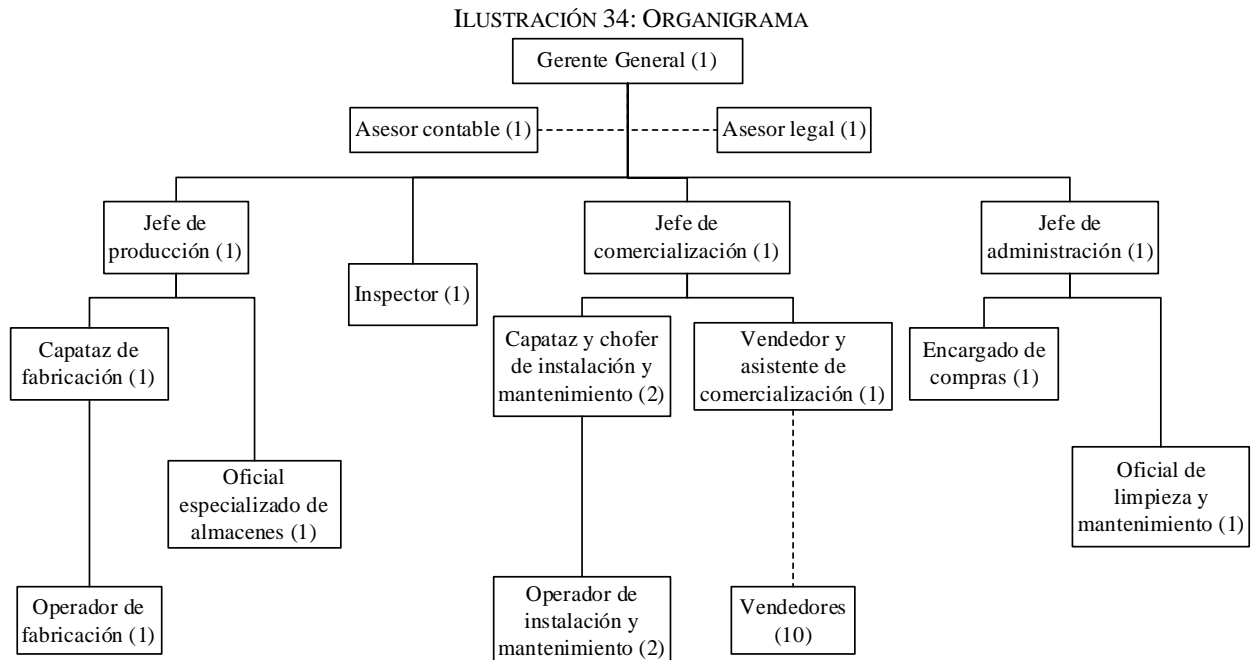 ILUSTRACIÓN 34: ORGANIGRAMA
Gerente General (1)
Asesor contable (1)
Asesor legal (1)
Jefe de
producción (1)
Inspector (1)
Jefe de
comercialización (1)
Jefe de
administración (1)
Capataz de
fabricación (1)
Capataz y chofer
de instalación y
mantenimiento (2)
Vendedor y
asistente de
comercialización (1)
Encargado de
compras (1)
Oficial
especializado de
almacenes (1)
Oficial de
limpieza y
mantenimiento (1)
Operador de
fabricación (1)
Operador de
instalación y
mantenimiento (2)
Vendedores
(10)